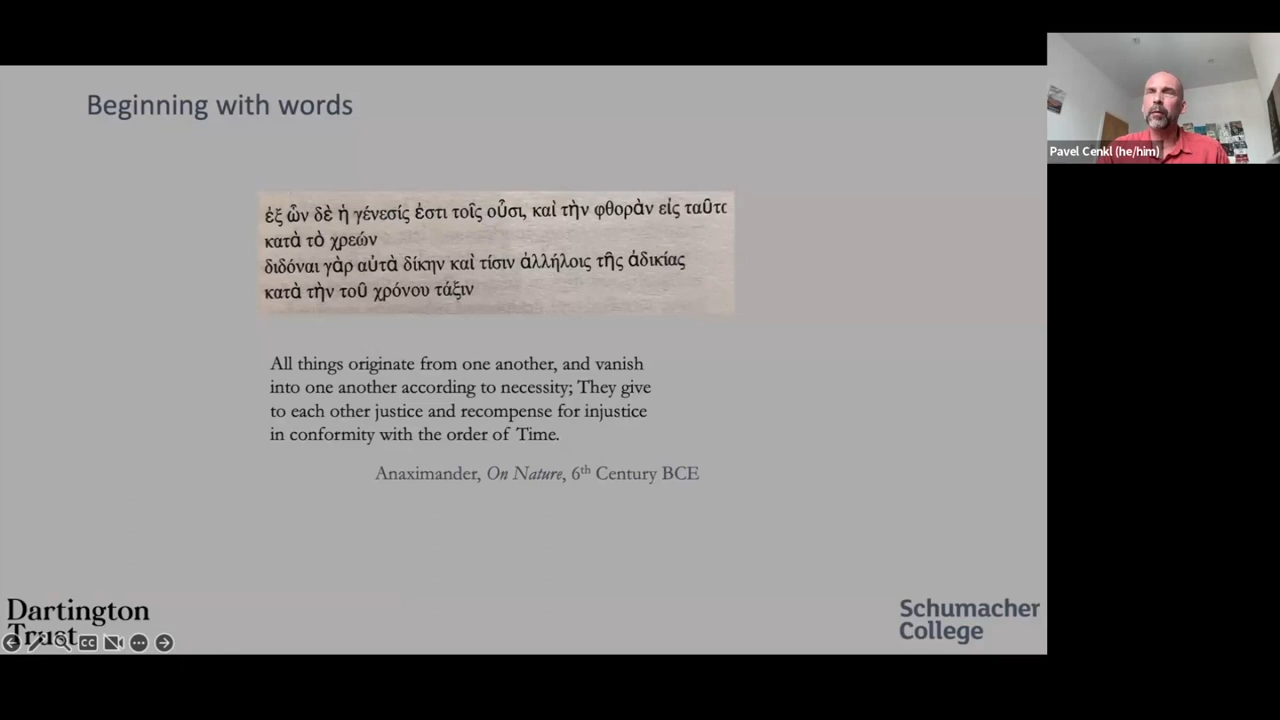 Beginning with words
ἐξ ὧν δὲ ἡ γένεσίς ἐστι τοῖς οὖσι, καὶ τὴν φθορὰν εἰς ταῦτα
κατὰ τὸ χρεών
διδόναι γὰρ αὐτὰ δίκην καὶ τίσιν ἀλλήλοις τῆς ἀδικίας
κατὰ τὴν τοῦ χρόνου τάξιν
All things originate from one another, and vanish
into one another according to necessity; They give
to each other justice and recompense for injustice
in conformity with the order of Time.
Anaximander, On Nature, 6th Century BCE
Dartington
Trust
Schumacher
College
CC
Pavel Cenkl (he/him)